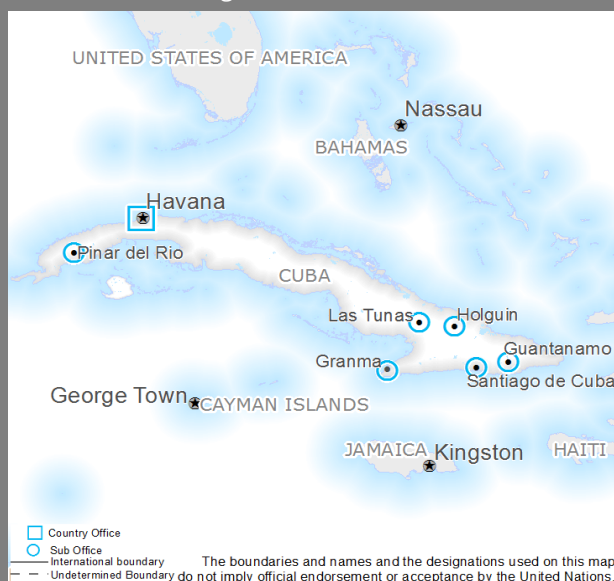 UNITED STATES OF AMERICA
Nassau
BAHAMAS
Havana
Pinar del Rio
CUBA
Las Tunas
Holguin
Guantanamo
Granma
Santiago de Cuba
George Town
CAYMAN ISLANDS
JAMAICA
Kingston
HAITI
Country Office
Sub Office
International boundary
Undetermined Boundary
The boundaries and names and the designations used on this map
do not imply official endorsement or acceptance by the United Nations.